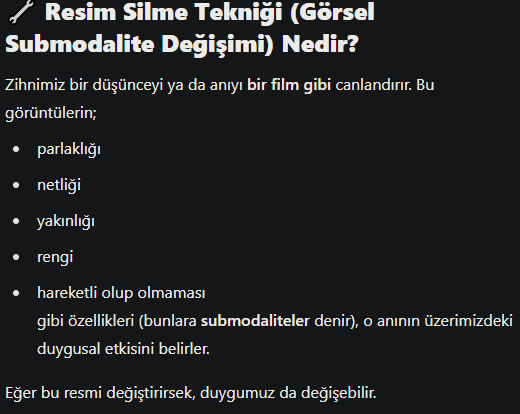 🔧 Resim Silme Tekniği (Görsel
Submodalite Değişimi) Nedir?
Zihnimiz bir düşünceyi ya da anıyı bir film gibi canlandırır. Bu
görüntülerin;
• parlaklığı
• netliği
• yakınlığı
• rengi
• hareketli olup olmaması
gibi özellikleri (bunlara submodaliteler denir), o anının üzerimizdeki
duygusal etkisini belirler.
Eğer bu resmi değiştirirsek, duygumuz da değişebilir.